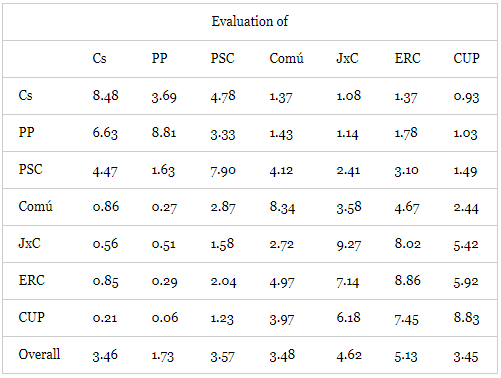 Evaluation of
Cs PP PSC Comú JxC ERC CUP
Cs 8.48 3.69 4.78 1.37 1.08 1.37 0.93
PP 6.63 8.81 3.33 1.43 1.14 1.78 1.03
PSC 4.47 1.63 7.90 4.12 2.41 3.10 1.49
Comú 0.86 0.27 2.87 8.34 3.58 4.67 2.44
JxC 0.56 0.51 1.58 2.72 9.27 8.02 5.42
ERC 0.85 0.29 2.04 4.97 7.14 8.86 5.92
CUP 0.21 0.06 1.23 3.97 6.18 7.45 8.83
Overall 3.46 1.73 3.57 3.48 4.62 5.13 3.45